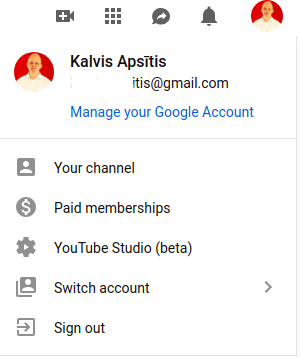 Kalvis Apsītis
ītis@gmail.com
Manage your Google Account
Your channel
Paid memberships
YouTube Studio (beta)
Switch account
Sign out